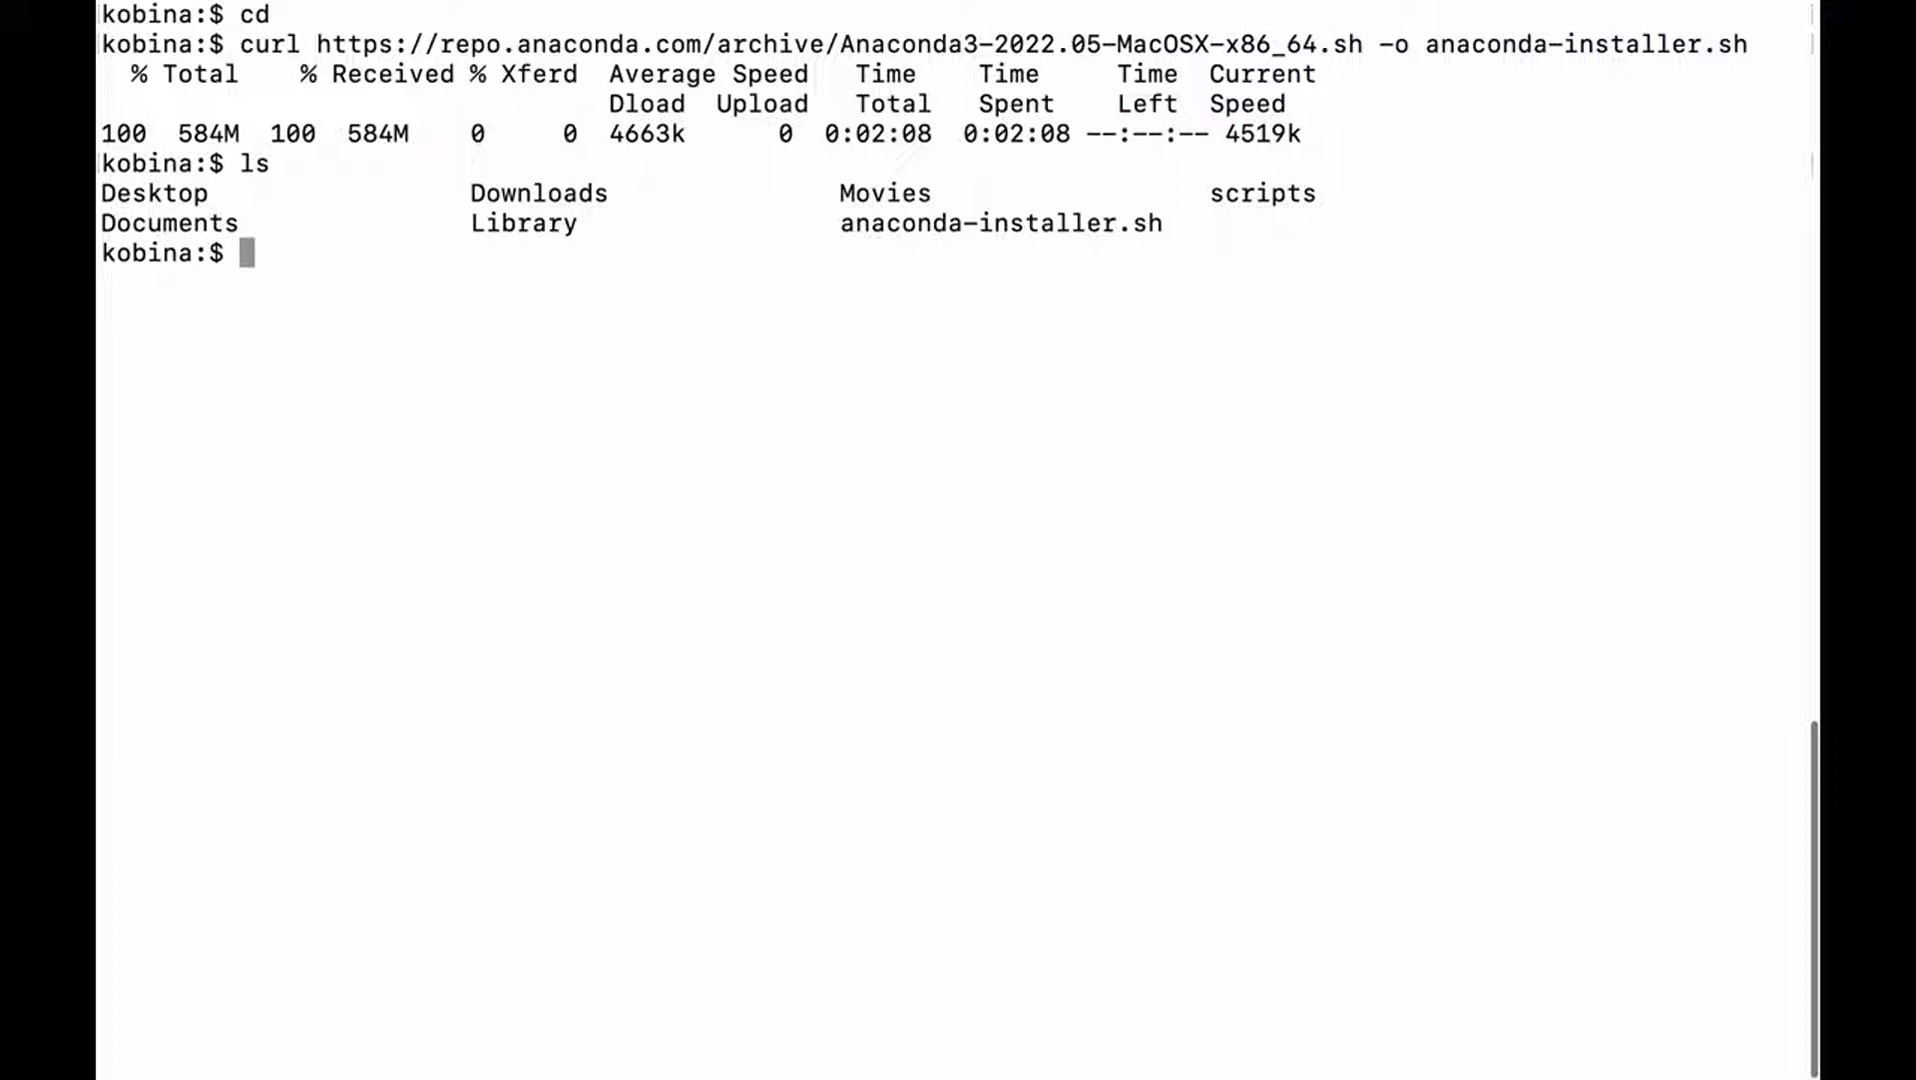 kobina:$ cd
kobina:$ curl https://repo.anaconda.com/archive/Anaconda3-2022.05-MacOSX-x86_64.sh -o anaconda-installer.sh
% Total % Received % Xferd Average Speed Time Time Time Current
Dload Upload Total Spent Left Speed
100 584M 100 584M 0 0 4663k 0 0:02:08 0:02:08 --:--:-- 4519k
kobina:$ ls
Desktop Downloads Movies scripts
Documents Library anaconda-installer.sh
kobina:$